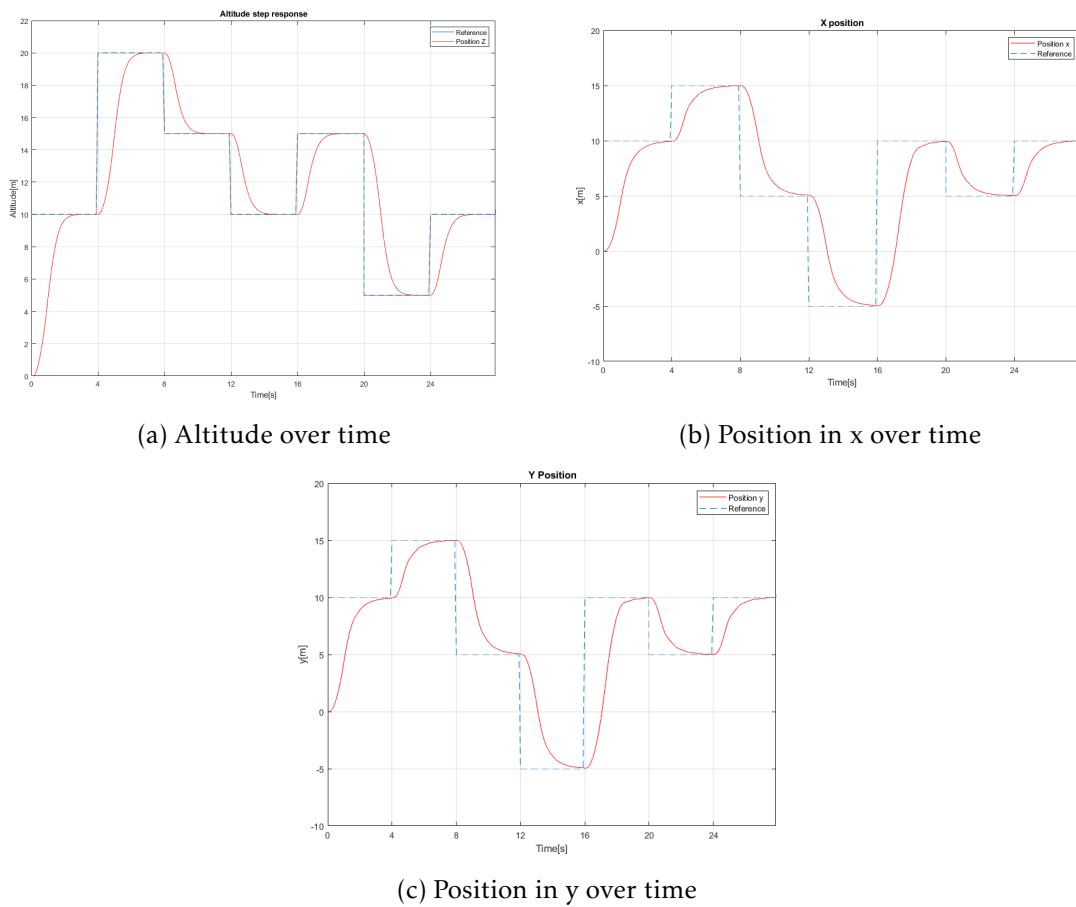 Altitude step response
Reference
Position Z
22
20
18
16
14
12
10
8
6
4
2
0
Altitude[m]
0 4 8 12 16 20 24
Time[s]
(a) Altitude over time
X position
Position x
Reference
20
15
10
5
0
-5
-10
x[m]
0 4 8 12 16 20 24
Time[s]
(b) Position in x over time
Y Position
Position y
Reference
20
15
10
5
0
-5
-10
y[m]
0 4 8 12 16 20 24
Time[s]
(c) Position in y over time